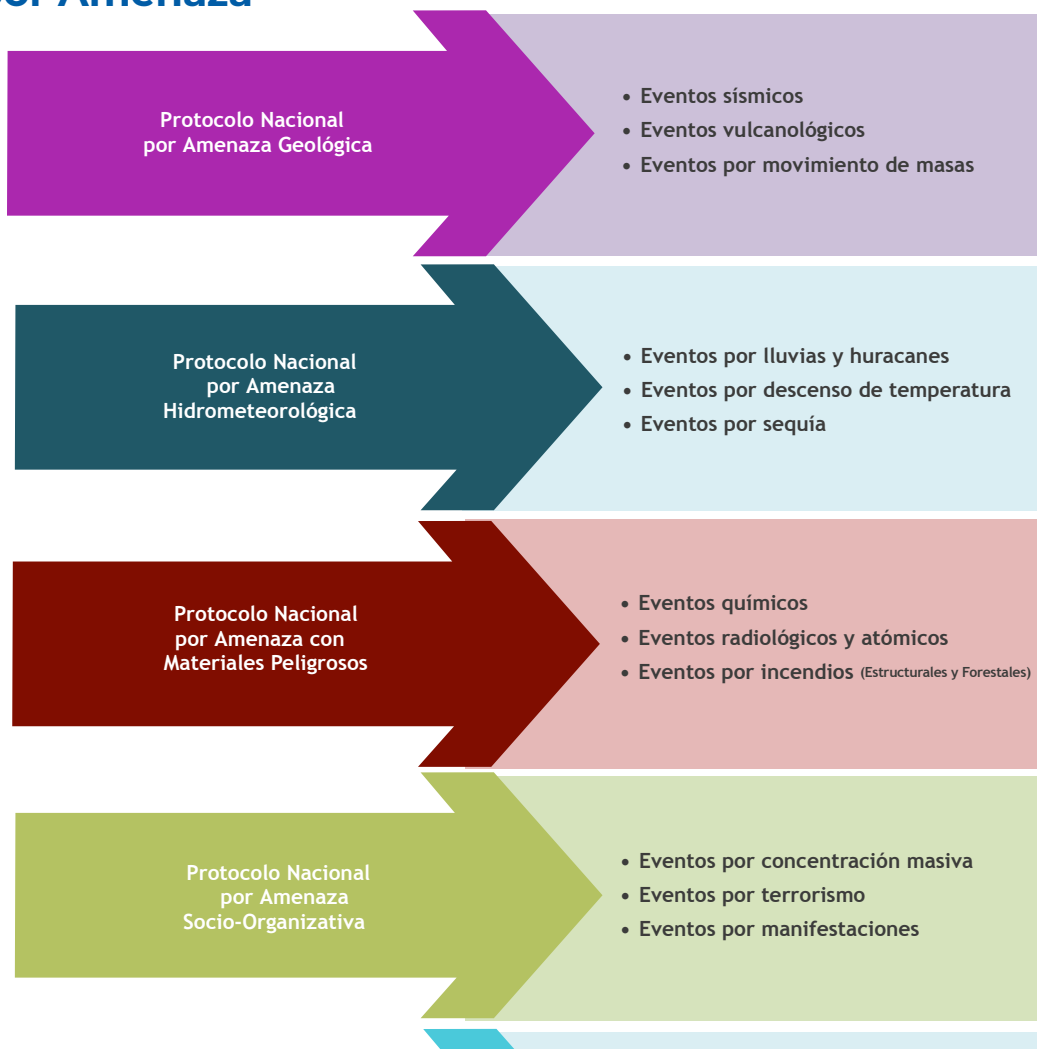 por Amenaza
Protocolo Nacional
por Amenaza Geológica
• Eventos sísmicos
• Eventos vulcanológicos
• Eventos por movimiento de masas
Protocolo Nacional
por Amenaza
Hidrometeorológica
• Eventos por lluvias y huracanes
• Eventos por descenso de temperatura
• Eventos por sequía
Protocolo Nacional
por Amenaza con
Materiales Peligrosos
• Eventos químicos
• Eventos radiológicos y atómicos
• Eventos por incendios (Estructurales y Forestales)
Protocolo Nacional
por Amenaza
Socio-Organizativa
• Eventos por concentración masiva
• Eventos por terrorismo
• Eventos por manifestaciones